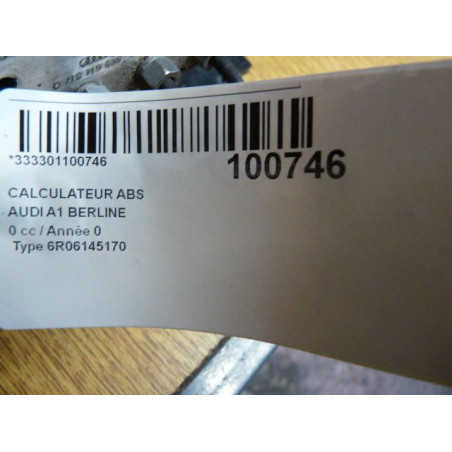 *333301100746
100746
CALCULATEUR ABS
AUDI A1 BERLINE
0 cc / Année 0
Type 6R06145170